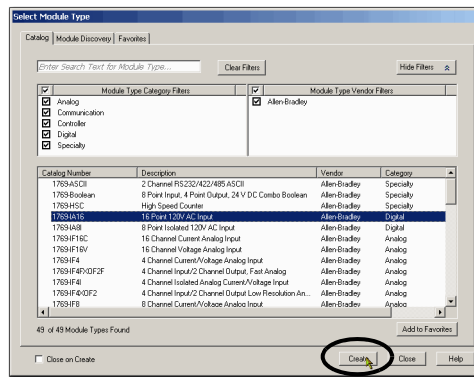 Select Module Type
Catalog Module Discovery Favorites
Enter Search Text for Module Type... Clear Filters Hide Filters
Module Type Category Filters Module Type Vendor Filters
Analog Allen-Bradley
Communication
Controller
Digital
Specialty
Catalog Number Description Vendor Category
1769-ASCII 2 Channel RS232/422/485 ASCII Allen-Bradley Specialty
1769-Boolean 8 Point Input, 4 Point Output, 24 V DC Combo Boolean Allen-Bradley Specialty
1769-HSC High Speed Counter Allen-Bradley Specialty
1769-IA16 16 Point 120V AC Input Allen-Bradley Digital
1769-IA8I 8 Point Isolated 120V AC Input Allen-Bradley Digital
1769-IF16C 16 Channel Current Analog Input Allen-Bradley Analog
1769-IF16V 16 Channel Voltage Analog Input Allen-Bradley Analog
1769-IF4 4 Channel Current/Voltage Analog Input Allen-Bradley Analog
1769-IF4FXOF2F 4 Channel Input/2 Channel Output, Fast Analog Allen-Bradley Analog
1769-IF4I 4 Channel Isolated Analog Current/Voltage Input Allen-Bradley Analog
1769-IF4XOF2 4 Channel Input/2 Channel Output Low Resolution An... Allen-Bradley Analog
1769-IF8 8 Channel Current/Voltage Analog Input Allen-Bradley Analog
49 of 49 Module Types Found Add to Favorites
Close on Create Create Close Help